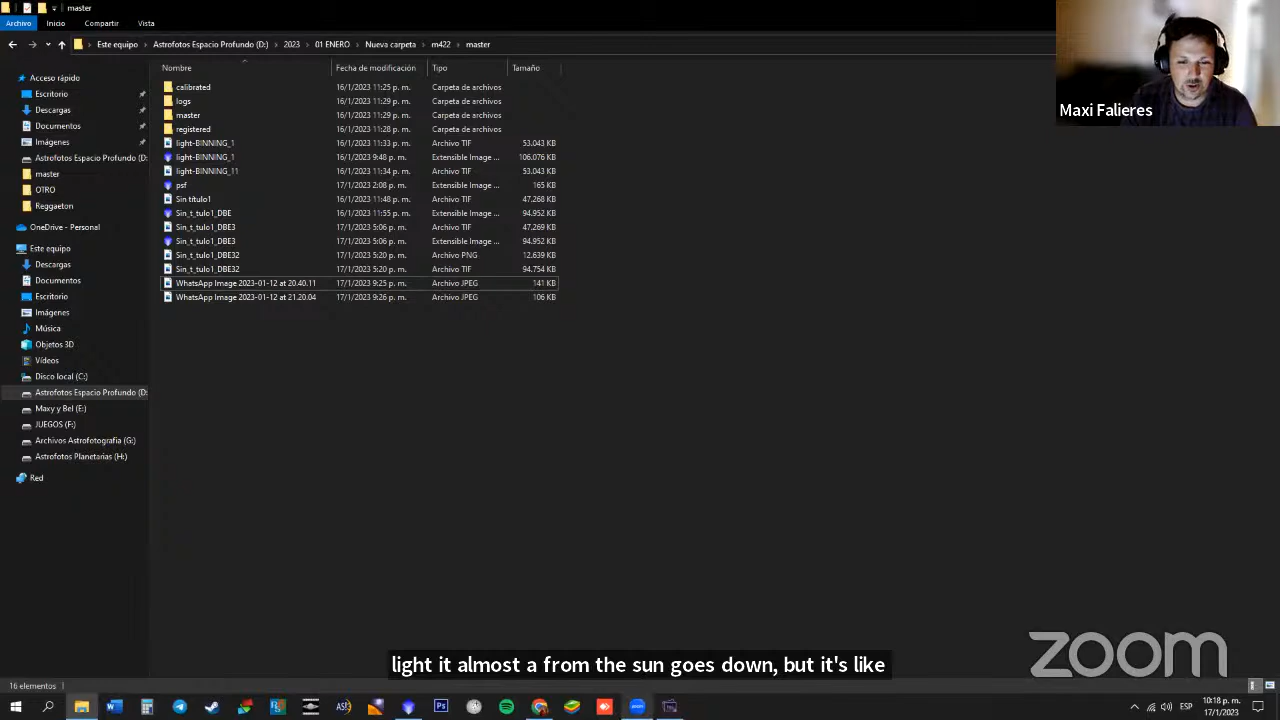 master
Archivo Inicio Compartir Vista
Este equipo Astrofotos Espacio Profundo (D:) 2023 01 ENERO Nueva carpeta m422 master
Nombre Fecha de modificación Tipo Tamaño
Acceso rápido
Escritorio
Descargas
Documentos
Imágenes
Astrofotos Espacio Profundo (D:
master
OTRO
Reggaeton
OneDrive - Personal
Este equipo
Descargas
Documentos
Escritorio
Imágenes
Música
Objetos 3D
Vídeos
Disco local (C:)
Astrofotos Espacio Profundo (D:
Maxy y Bel (E:)
JUEGOS (F:)
Archivos Astrofotografia (G:)
Astrofotos Planetarias (H:)
Red
calibrated 16/1/2023 11:25 p. m. Carpeta de archivos
logs 16/1/2023 11:29 p. m. Carpeta de archivos
master 16/1/2023 11:29 p. m. Carpeta de archivos
registered 16/1/2023 11:28 p. m. Carpeta de archivos
light-BINNING_1 16/1/2023 11:33 p. m. Archivo TIF 53.043 KB
light-BINNING_1 16/1/2023 9:48 p. m. Extensible Image ... 106.076 KB
light-BINNING_11 16/1/2023 11:34 p. m. Archivo TIF 53.043 KB
psf 17/1/2023 2:08 p. m. Extensible Image ... 165 KB
Sin título1 16/1/2023 11:48 p. m. Archivo TIF 47.268 KB
Sin_t_tulo1_DBE 16/1/2023 11:55 p. m. Extensible Image ... 94.952 KB
Sin_t_tulo1_DBE3 17/1/2023 5:06 p. m. Archivo TIF 47.269 KB
Sin_t_tulo1_DBE3 17/1/2023 5:06 p. m. Extensible Image ... 94.952 KB
Sin_t_tulo1_DBE32 17/1/2023 5:20 p. m. Archivo PNG 12.639 KB
Sin_t_tulo1_DBE32 17/1/2023 5:20 p. m. Archivo TIF 94.754 KB
WhatsApp Image 2023-01-12 at 20.40.11 17/1/2023 9:25 p. m. Archivo JPEG 141 KB
WhatsApp Image 2023-01-12 at 21.20.04 17/1/2023 9:26 p. m. Archivo JPEG 106 KB
Maxi Falieres
light it almost a from the sun goes down, but it's like
zoom
16 elementos
ESP
10:18 p. m.
17/1/2023